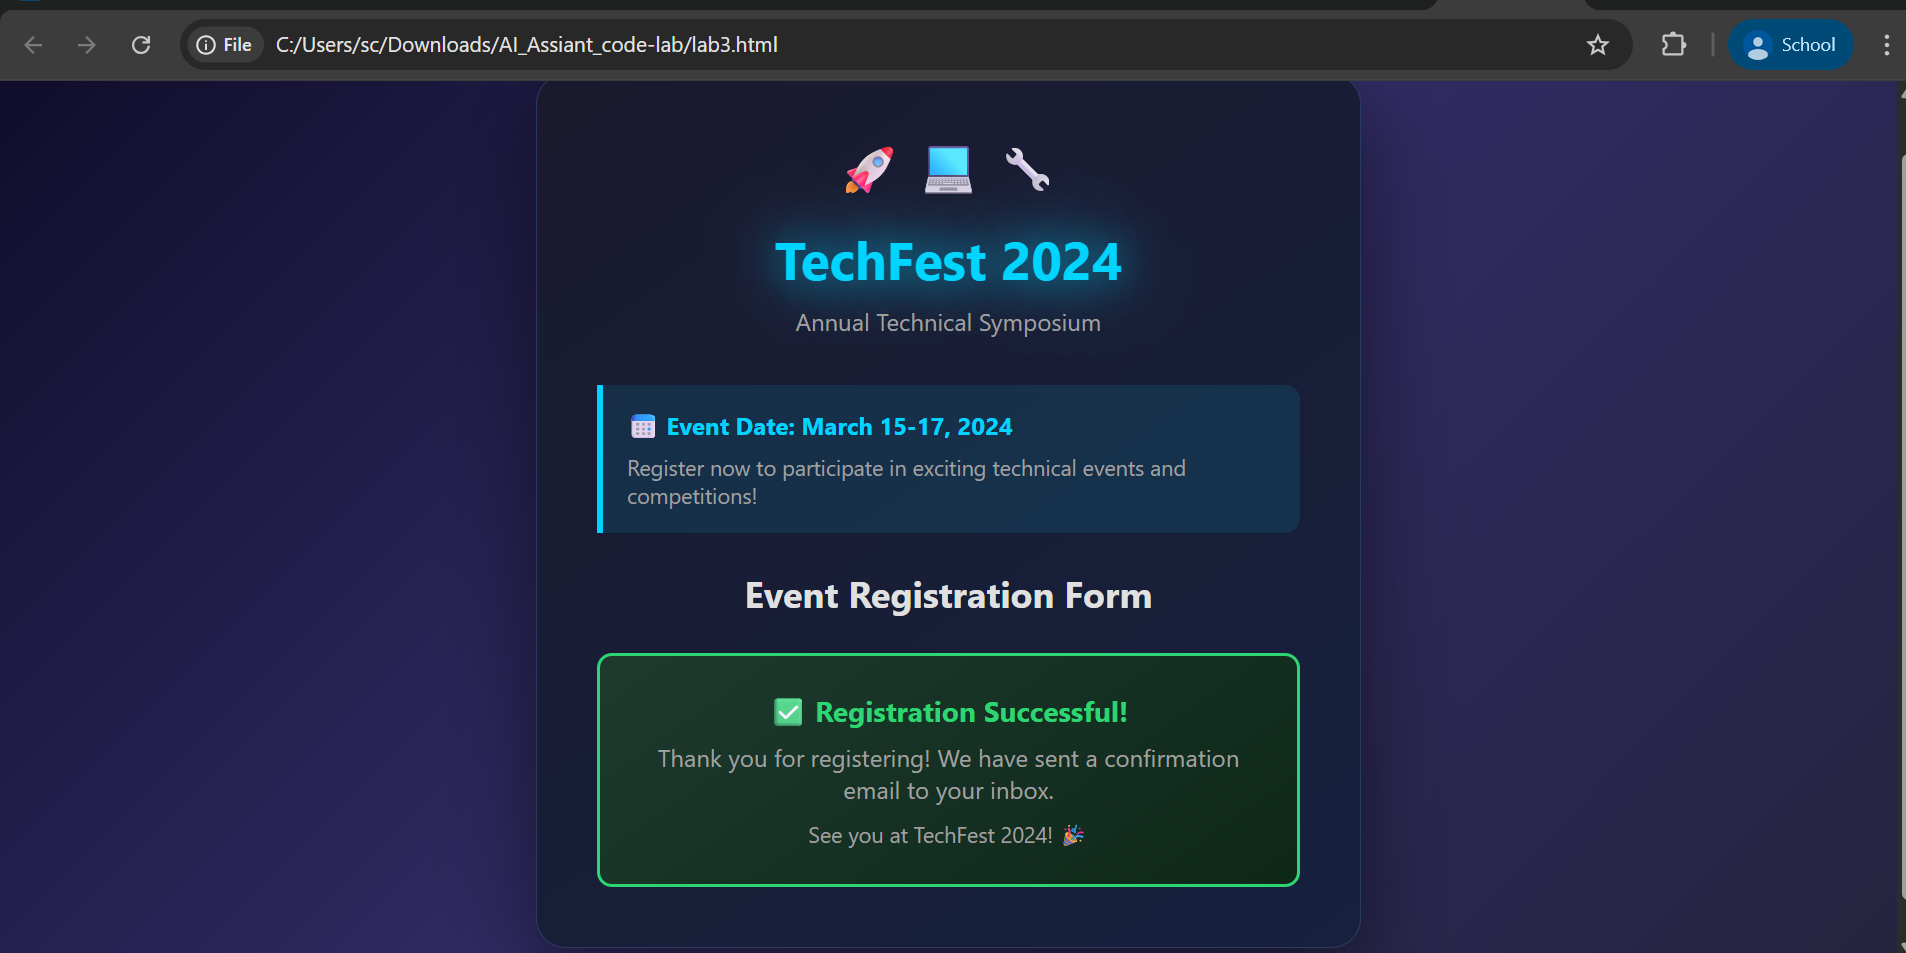 File
C:/Users/sc/Downloads/AI_Assiant_code-lab/lab3.html
School
TechFest 2024
Annual Technical Symposium
Event Date: March 15-17, 2024
Register now to participate in exciting technical events and
competitions!
Event Registration Form
Registration Successful!
Thank you for registering! We have sent a confirmation
email to your inbox.
See you at TechFest 2024!